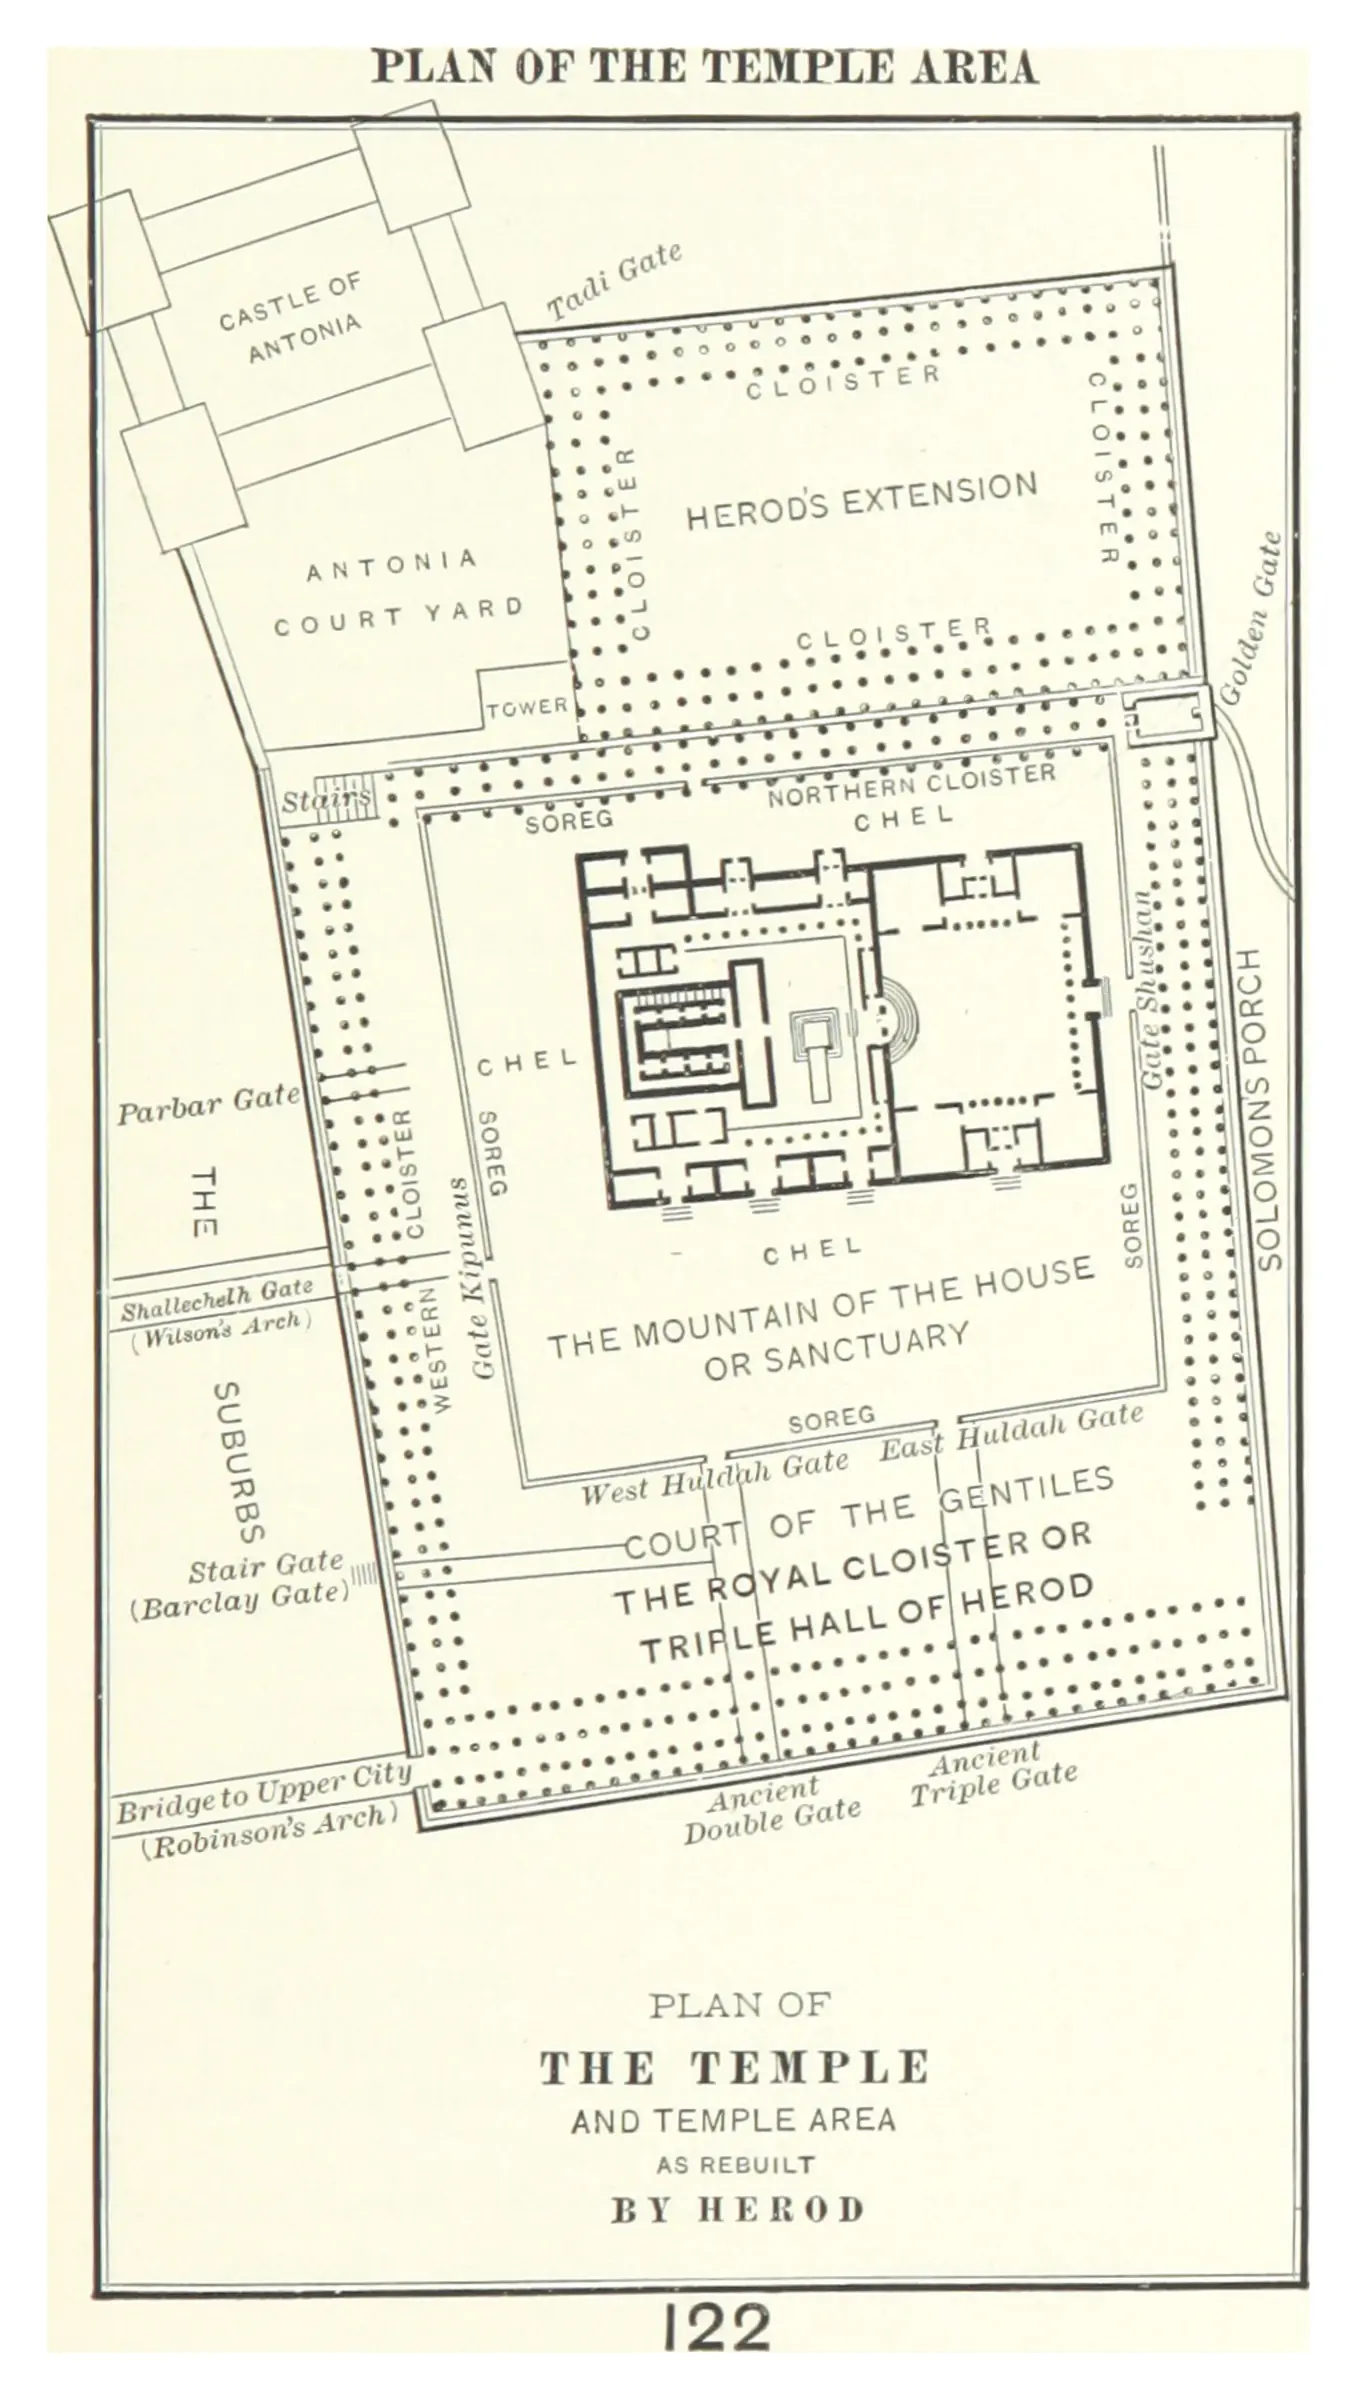 PLAN OF THE TEMPLE AREA
Tadi Gate
CASTLE OF
ANTONIA
CLOISTER
CLOISTER
CLOISTER
HEROD'S EXTENSION
ANTONIA
COURT YARD
CLOISTER
Golden Gate
TOWER
Stairs
NORTHERN CLOISTER
SOREG
CHEL
Gate Shushan
SOLOMON'S PORCH
CHEL
Parbar Gate
SOREG
WESTERN CLOISTER
THE
SUBURBS
Gate Kipunus
SOREG
CHEL
Shallecheth Gate
(Wilson's Arch)
THE MOUNTAIN OF THE HOUSE
OR SANCTUARY
SOREG
West Huldah Gate
East Huldah Gate
COURT OF THE GENTILES
Stair Gate
(Barclay Gate)
THE ROYAL CLOISTER OR
TRIPLE HALL OF HEROD
Bridge to Upper City
(Robinson's Arch)
Ancient
Double Gate
Ancient
Triple Gate
PLAN OF
THE TEMPLE
AND TEMPLE AREA
AS REBUILT
BY HEROD
122